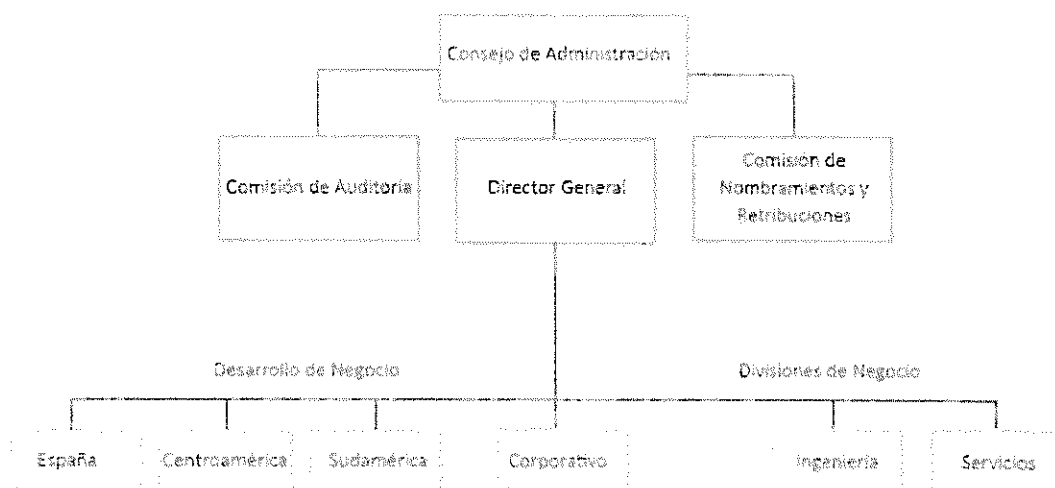 Consejo de Administración
Comisión de Auditoría
Director General
Comisión de
Nombramientos y
Retribuciones
Desarrollo de Negocio
Divisiones de Negocio
España
Centroamérica
Sudamérica
Corporativo
Ingeniería
Servicios